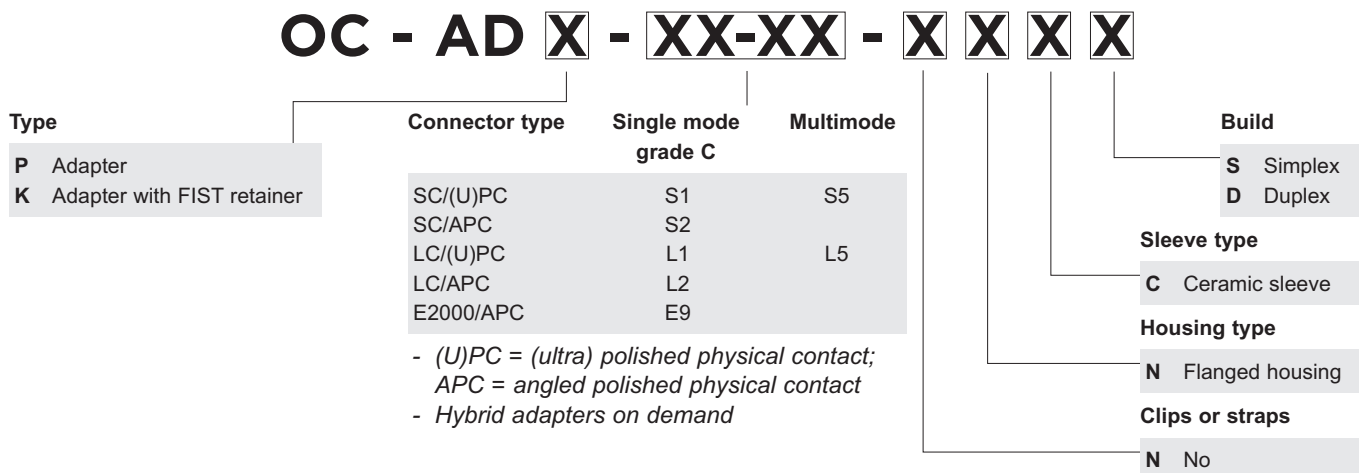 OC - AD X - XX-XX - X X X X
Type
P Adapter
K Adapter with FIST retainer
Connector type Single mode grade C Multimode
SC/(U)PC S1 S5
SC/APC S2
LC/(U)PC L1 L5
LC/APC L2
E2000/APC E9
- (U)PC = (ultra) polished physical contact;
APC = angled polished physical contact
- Hybrid adapters on demand
Build
S Simplex
D Duplex
Sleeve type
C Ceramic sleeve
Housing type
N Flanged housing
Clips or straps
N No